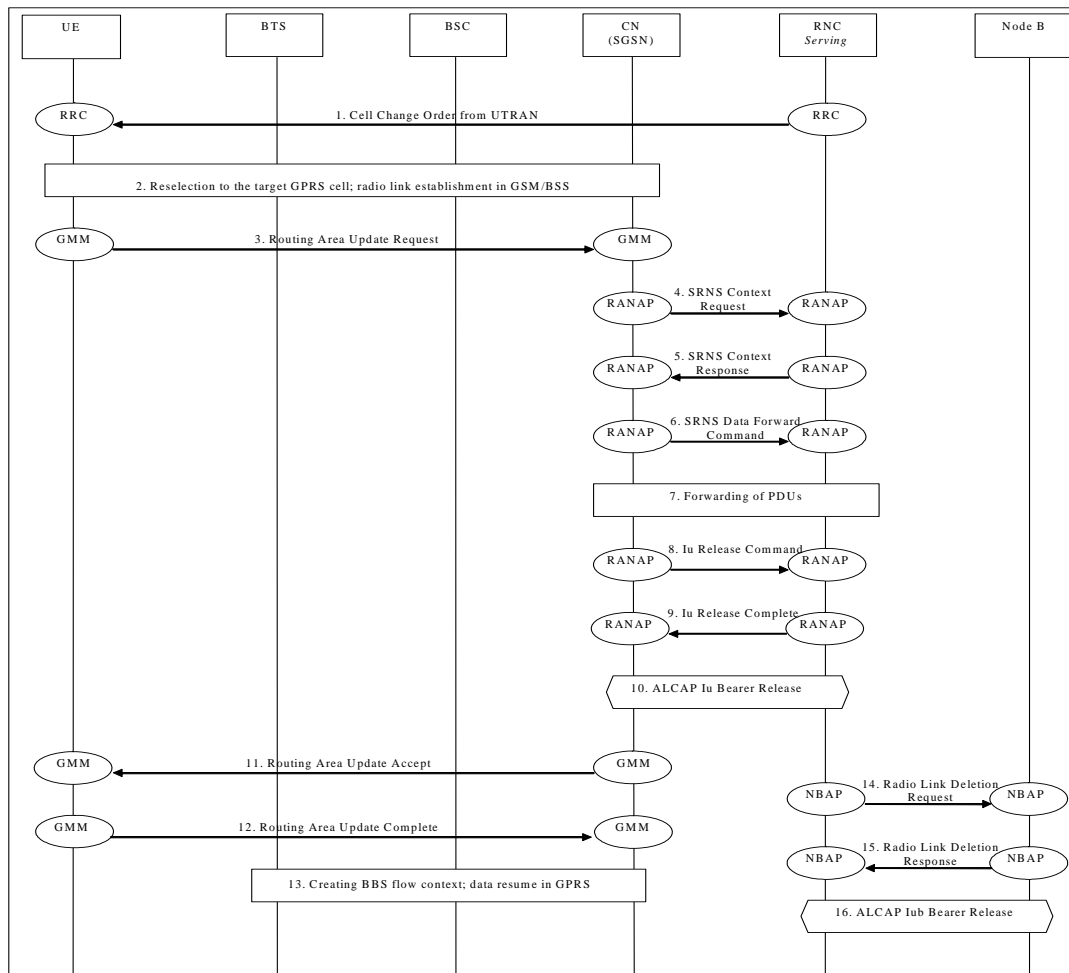 UE
BTS
BSC
CN
(SGSN)
RNC
Serving
Node B
RRC
1. Cell Change Order from UTRAN
RRC
2. Reselection to the target GPRS cell; radio link establishment in GSM/BSS
GMM
3. Routing Area Update Request
GMM
RANAP
4. SRNS Context
Request
RANAP
RANAP
5. SRNS Context
Response
RANAP
RANAP
6. SRNS Data Forward
Command
RANAP
7. Forwarding of PDUs
RANAP
8. Iu Release Command
RANAP
RANAP
9. Iu Release Complete
RANAP
10. ALCAP Iu Bearer Release
GMM
11. Routing Area Update Accept
GMM
NBAP
14. Radio Link Deletion
Request
NBAP
GMM
12. Routing Area Update Complete
GMM
NBAP
15. Radio Link Deletion
Response
NBAP
13. Creating BBS flow context; data resume in GPRS
16. ALCAP Iub Bearer Release